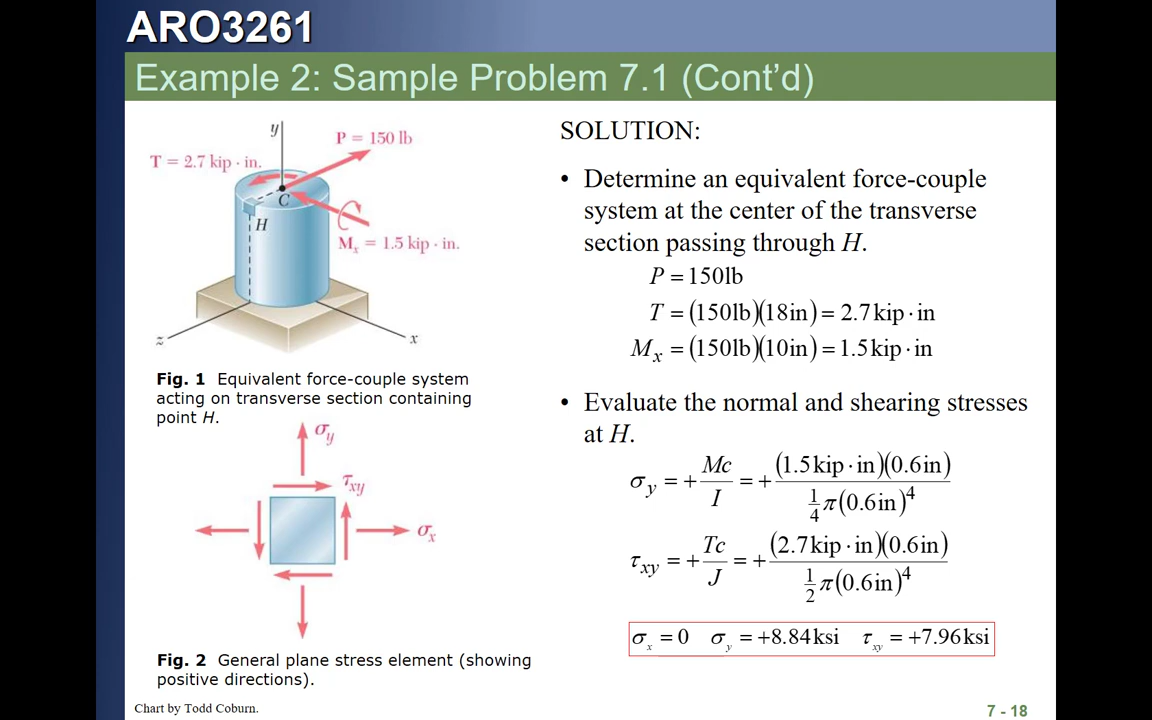 ARO3261
Example 2: Sample Problem 7.1 (Cont’d)
y
P = 150 lb
T = 2.7 kip · in.
C
H
Mx = 1.5 kip · in.
z
x
Fig. 1 Equivalent force-couple system
acting on transverse section containing
point H.
σy
τxy
σx
Fig. 2 General plane stress element (showing
positive directions).
Chart by Todd Coburn.
SOLUTION:
• Determine an equivalent force-couple
system at the center of the transverse
section passing through H.
P = 150lb
T = (150lb)(18in) = 2.7kip·in
Mx = (150lb)(10in) = 1.5kip·in
• Evaluate the normal and shearing stresses
at H.
σy = + Mc/I = + (1.5kip·in)(0.6in) / ¼π(0.6in)⁴
τxy = + Tc/J = + (2.7kip·in)(0.6in) / ½π(0.6in)⁴
σx = 0 σy = +8.84ksi τxy = +7.96ksi
7 - 18